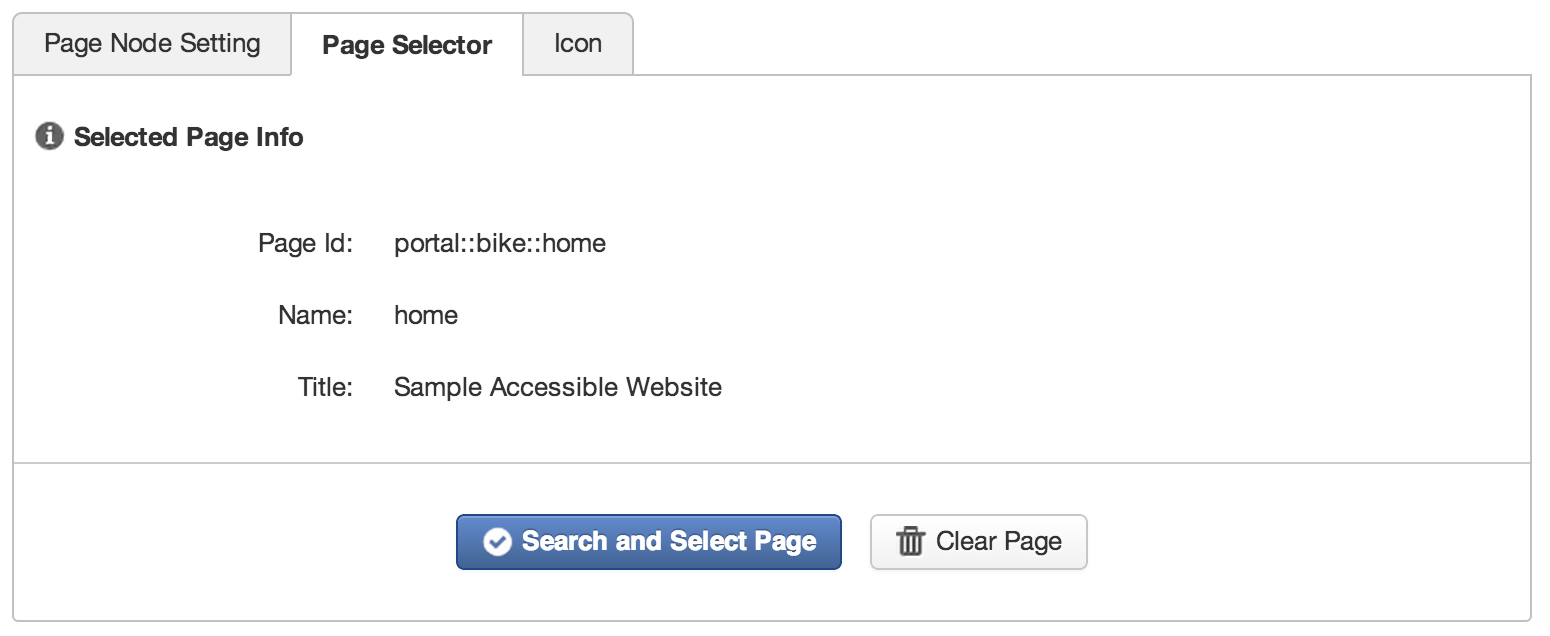 Page Node Setting Page Selector Icon
Selected Page Info
Page Id: portal::bike::home
Name: home
Title: Sample Accessible Website
Search and Select Page Clear Page